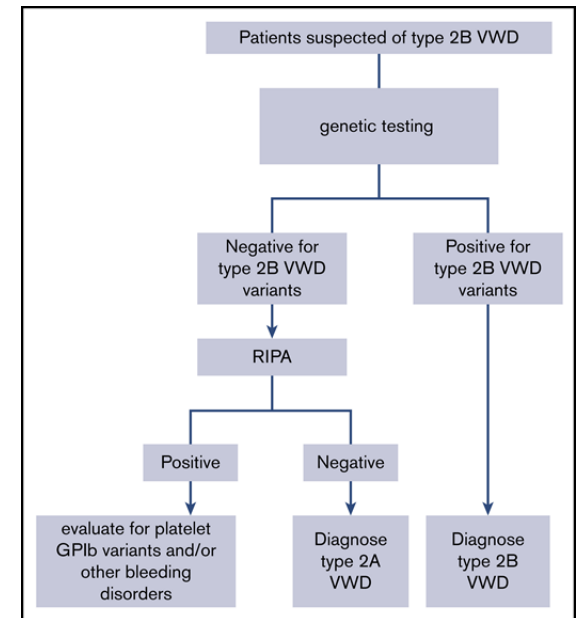 Patients suspected of type 2B VWD
genetic testing
Negative for
type 2B VWD
variants
Positive for
type 2B VWD
variants
RIPA
Positive
Negative
evaluate for platelet
GPIb variants and/or
other bleeding
disorders
Diagnose
type 2A
VWD
Diagnose
type 2B
VWD